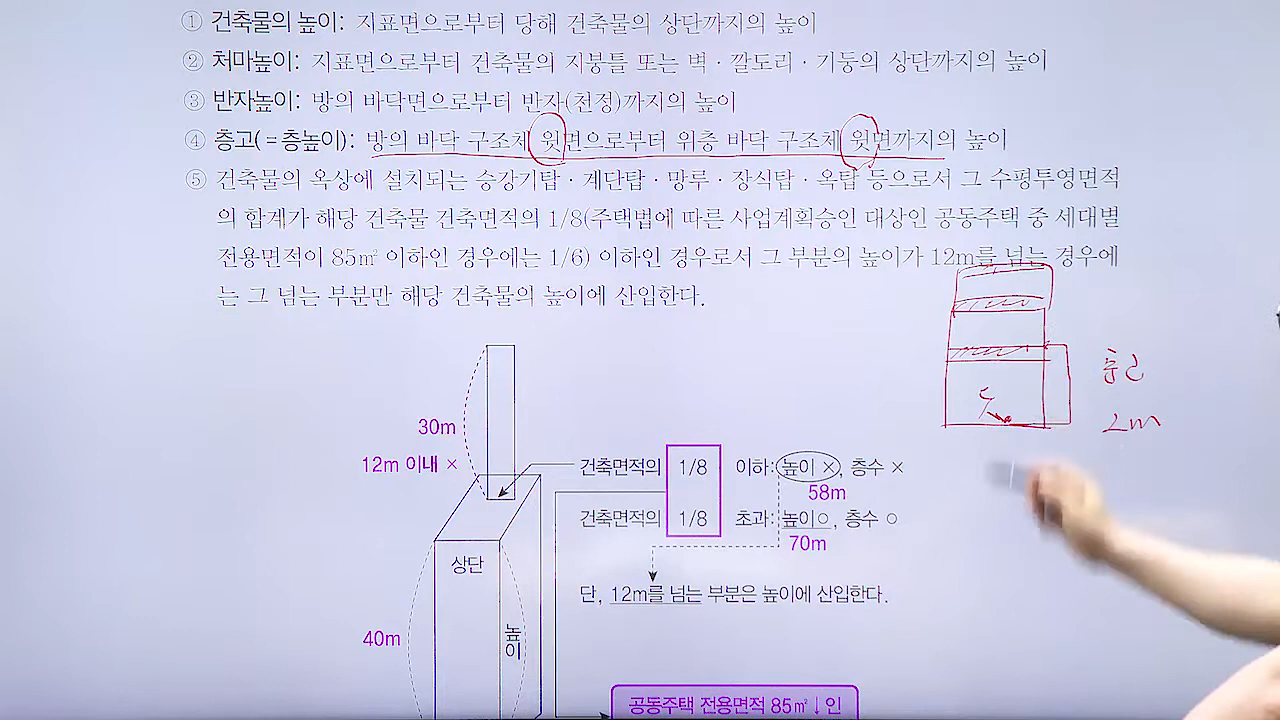 ① 건축물의 높이: 지표면으로부터 당해 건축물의 상단까지의 높이
② 처마높이: 지표면으로부터 건축물의 지붕틀 또는 벽 · 깔도리 · 기둥의 상단까지의 높이
③ 반자높이: 방의 바닥면으로부터 반자(천정)까지의 높이
④ 층고(=층높이): 방의 바닥 구조체 윗면으로부터 위층 바닥 구조체 윗면까지의 높이
⑤ 건축물의 옥상에 설치되는 승강기탑 · 계단탑 · 망루 · 장식탑 · 옥탑 등으로서 그 수평투영면적
의 합계가 해당 건축물 건축면적의 1/8(주택법에 따른 사업계획승인 대상인 공동주택 중 세대별
전용면적이 85㎡ 이하인 경우에는 1/6) 이하인 경우로서 그 부분의 높이가 12m를 넘는 경우에
는 그 넘는 부분만 해당 건축물의 높이에 산입한다.
층고
2m
30m
12m 이내 ×
건축면적의 1/8 이하: 높이 ×, 층수 ×
58m
건축면적의 1/8 초과: 높이○, 층수 ○
70m
상단
단, 12m를 넘는 부분은 높이에 산입한다.
40m
높이
공동주택 전용면적 85㎡↓인